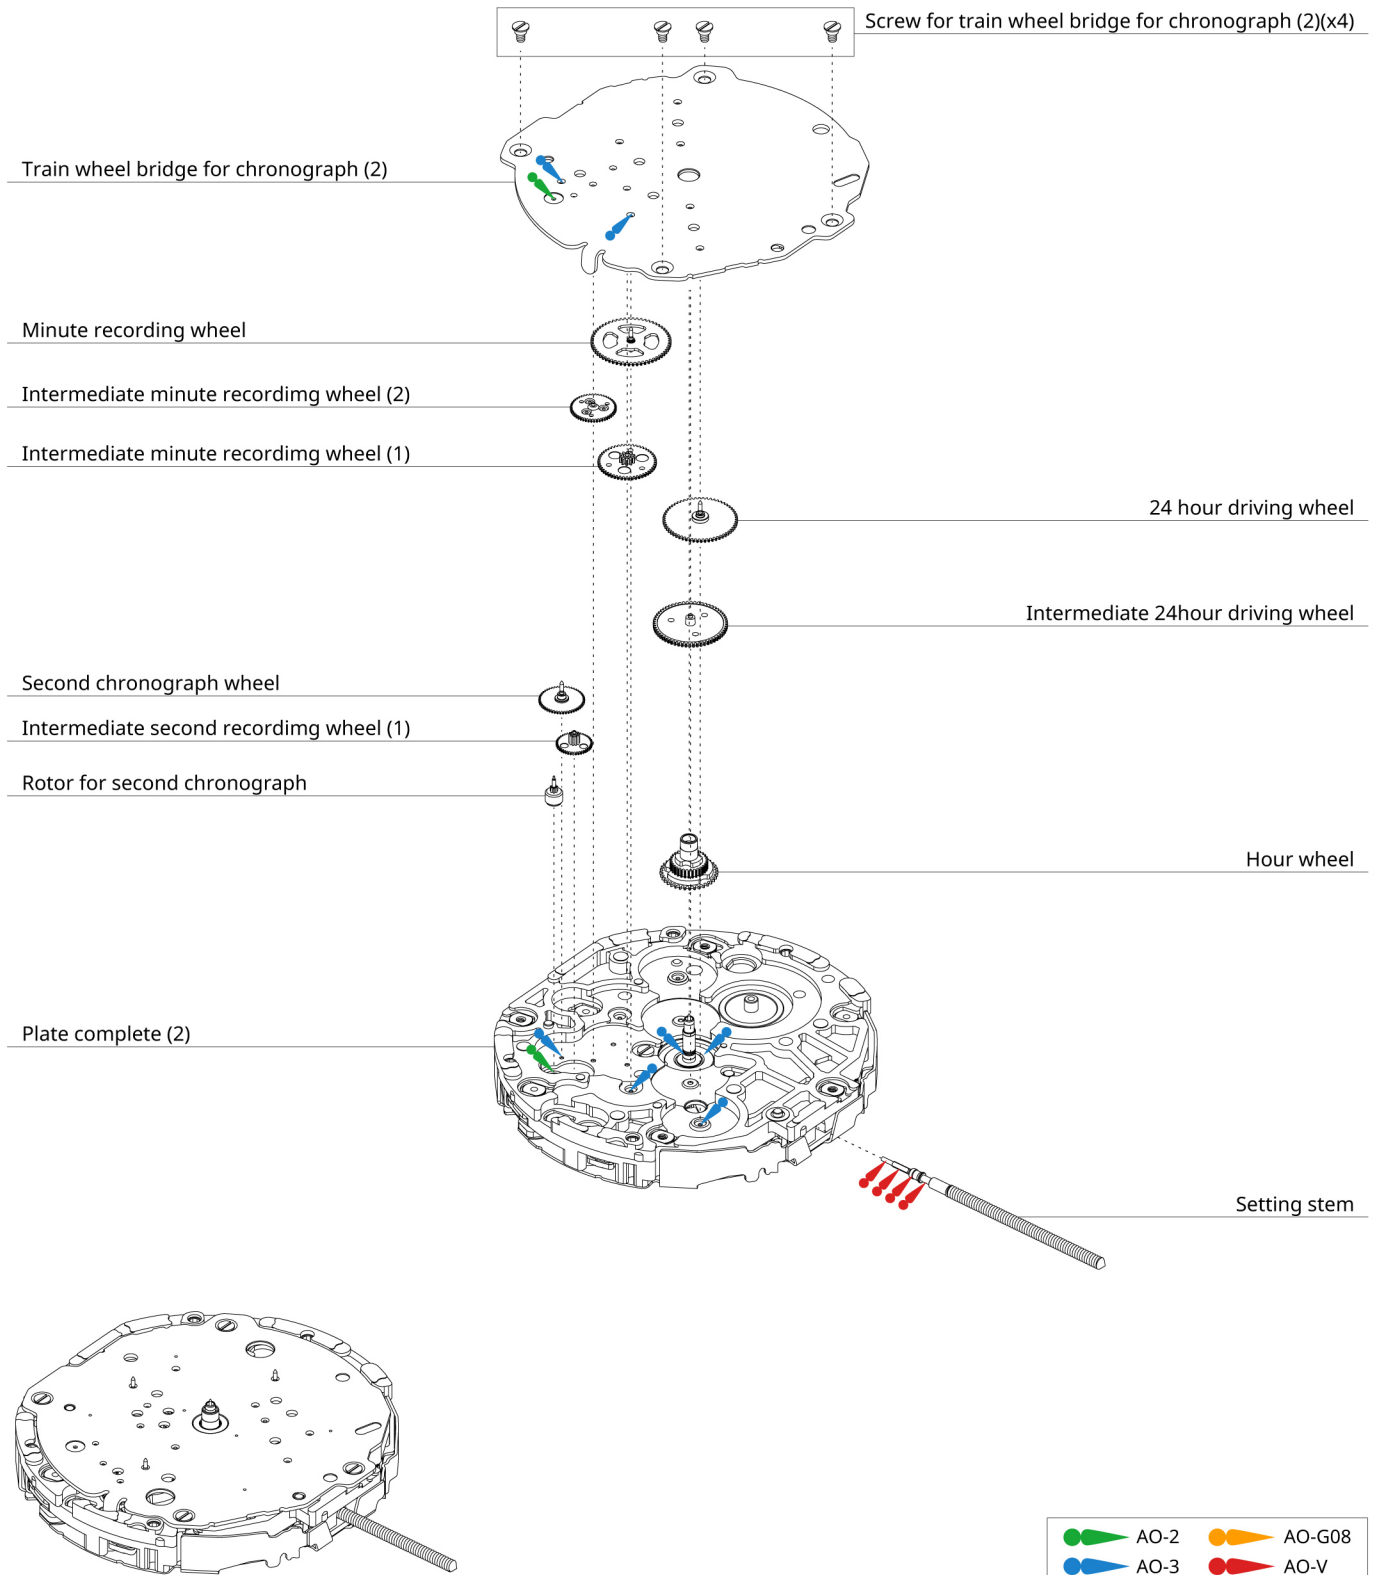 Screw for train wheel bridge for chronograph (2)(x4)
Train wheel bridge for chronograph (2)
Minute recording wheel
Intermediate minute recordimg wheel (2)
Intermediate minute recordimg wheel (1)
24 hour driving wheel
Intermediate 24hour driving wheel
Second chronograph wheel
Intermediate second recordimg wheel (1)
Rotor for second chronograph
Hour wheel
Plate complete (2)
Setting stem
AO-2 AO-G08
AO-3 AO-V